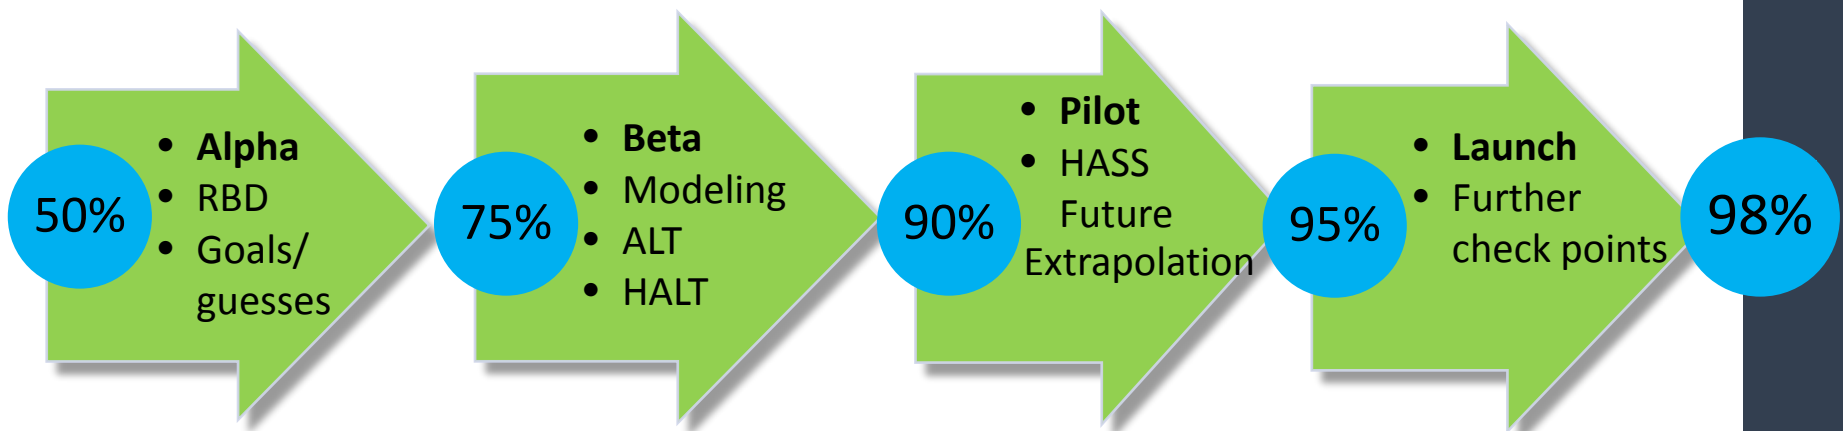 50%
• Alpha
• RBD
• Goals/
guesses
75%
• Beta
• Modeling
• ALT
• HALT
90%
• Pilot
• HASS
Future
Extrapolation
95%
• Launch
• Further
check points
98%